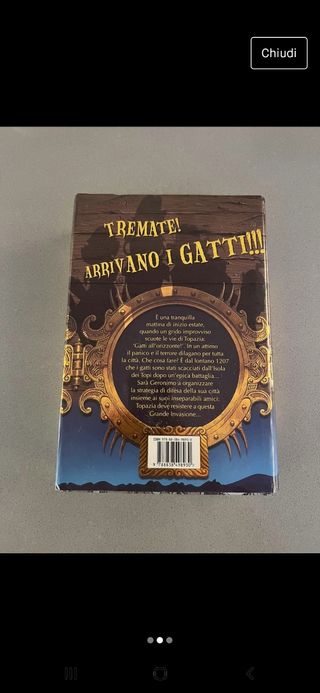 Chiudi
TREMATE!
ARRIVANO I GATTI!!!
È una tranquilla
mattina di inizio estate,
quando un grido improvviso
scuote le vie di Topazia:
"Gatti all'orizzonte!". In un attimo
il panico e il terrore dilagano per tutta
la città. Che cosa fare? È dal lontano 1207
che i gatti sono stati scacciati dall'Isola
dei Topi dopo un'epica battaglia...
Sarà Geronimo a organizzare
la strategia di difesa della sua città
insieme ai suoi inseparabili amici:
Topazia deve resistere a questa
Grande Invasione...